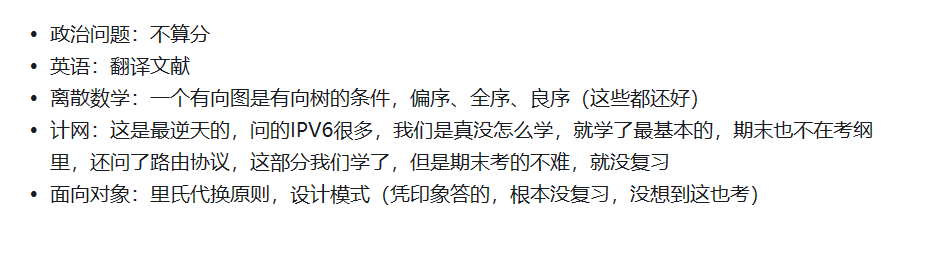 • 政治问题：不算分
• 英语：翻译文献
• 离散数学：一个有向图是有向树的条件，偏序、全序、良序（这些都还好）
• 计网：这是最逆天的，问的IPV6很多，我们是真没怎么学，就学了最基本的，期末也不在考纲
里，还问了路由协议，这部分我们学了，但是期末考的不难，就没复习
• 面向对象：里氏代换原则，设计模式（凭印象答的，根本没复习，没想到这也考）